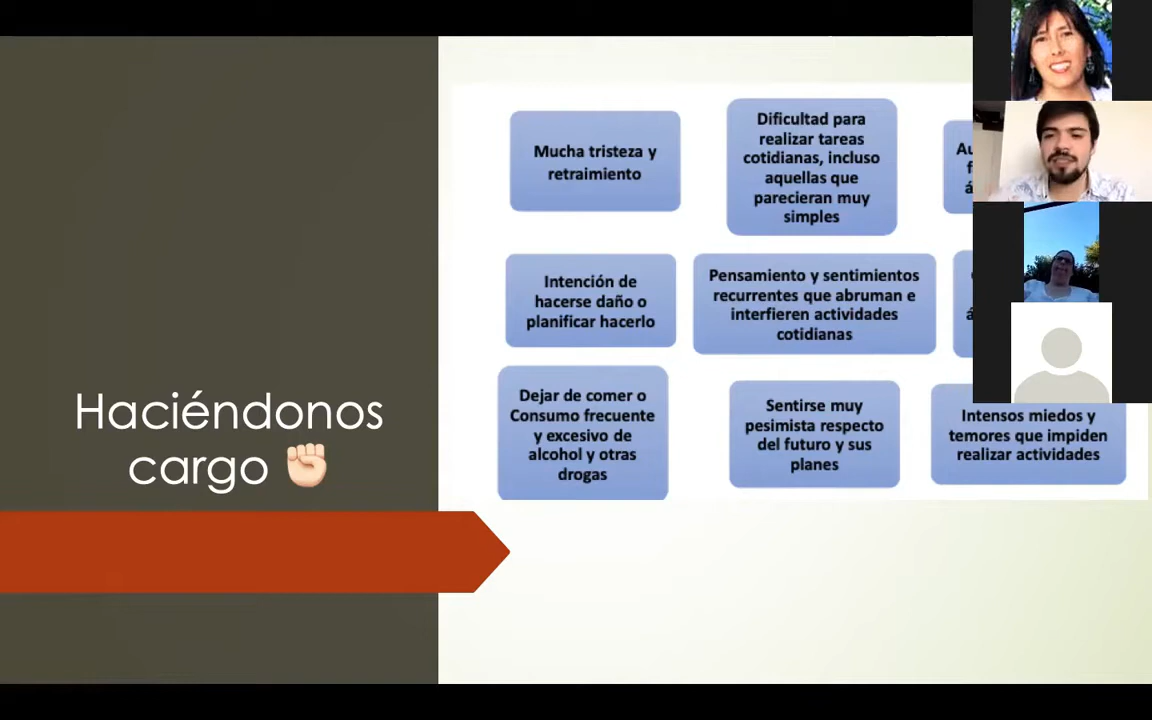 Haciéndonos
cargo ✊🏻
Mucha tristeza y
retraimiento
Dificultad para
realizar tareas
cotidianas, incluso
aquellas que
parecieran muy
simples
Intención de
hacerse daño o
planificar hacerlo
Pensamiento y sentimientos
recurrentes que abruman e
interfieren actividades
cotidianas
Dejar de comer o
Consumo frecuente
y excesivo de
alcohol y otras
drogas
Sentirse muy
pesimista respecto
del futuro y sus
planes
Intensos miedos y
temores que impiden
realizar actividades